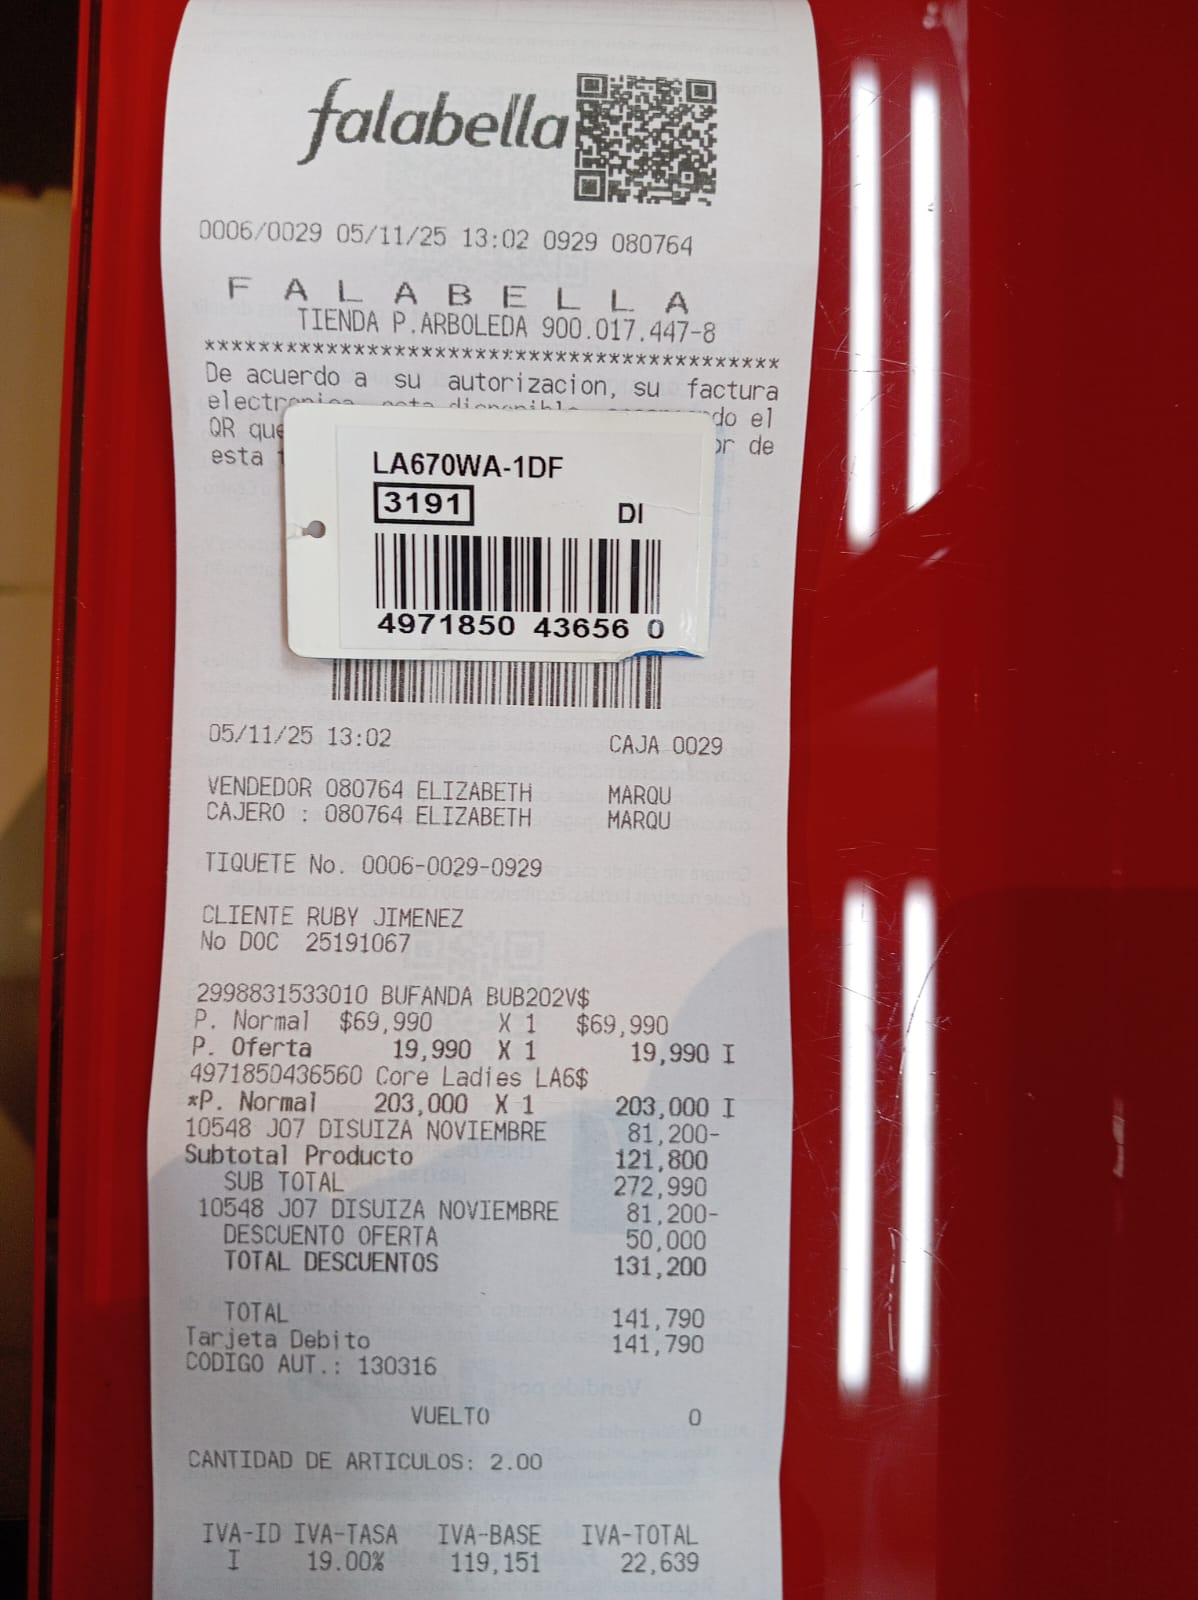 falabella
0006/0029 05/11/25 13:02 0929 080764
F A L A B E L L A
TIENDA P.ARBOLEDA 900.017.447-8
*******************************************
De acuerdo a su autorizacion, su factura
el
QR que
de
esta
LA670WA-1DF
3191
DI
4971850 43656 0
05/11/25 13:02 CAJA 0029
VENDEDOR 080764 ELIZABETH MARQU
CAJERO : 080764 ELIZABETH MARQU
TIQUETE No. 0006-0029-0929
CLIENTE RUBY JIMENEZ
No DOC 25191067
2998831533010 BUFANDA BUB202V$
P. Normal $69,990 X 1 $69,990
P. Oferta 19,990 X 1 19,990 I
4971850436560 Core Ladies LA6$
*P. Normal 203,000 X 1 203,000 I
10548 J07 DISUIZA NOVIEMBRE 81,200-
Subtotal Producto 121,800
SUB TOTAL 272,990
10548 J07 DISUIZA NOVIEMBRE 81,200-
DESCUENTO OFERTA 50,000
TOTAL DESCUENTOS 131,200
TOTAL 141,790
Tarjeta Debito 141,790
CODIGO AUT.: 130316
VUELTO 0
CANTIDAD DE ARTICULOS: 2.00
IVA-ID IVA-TASA IVA-BASE IVA-TOTAL
I 19.00% 119,151 22,639